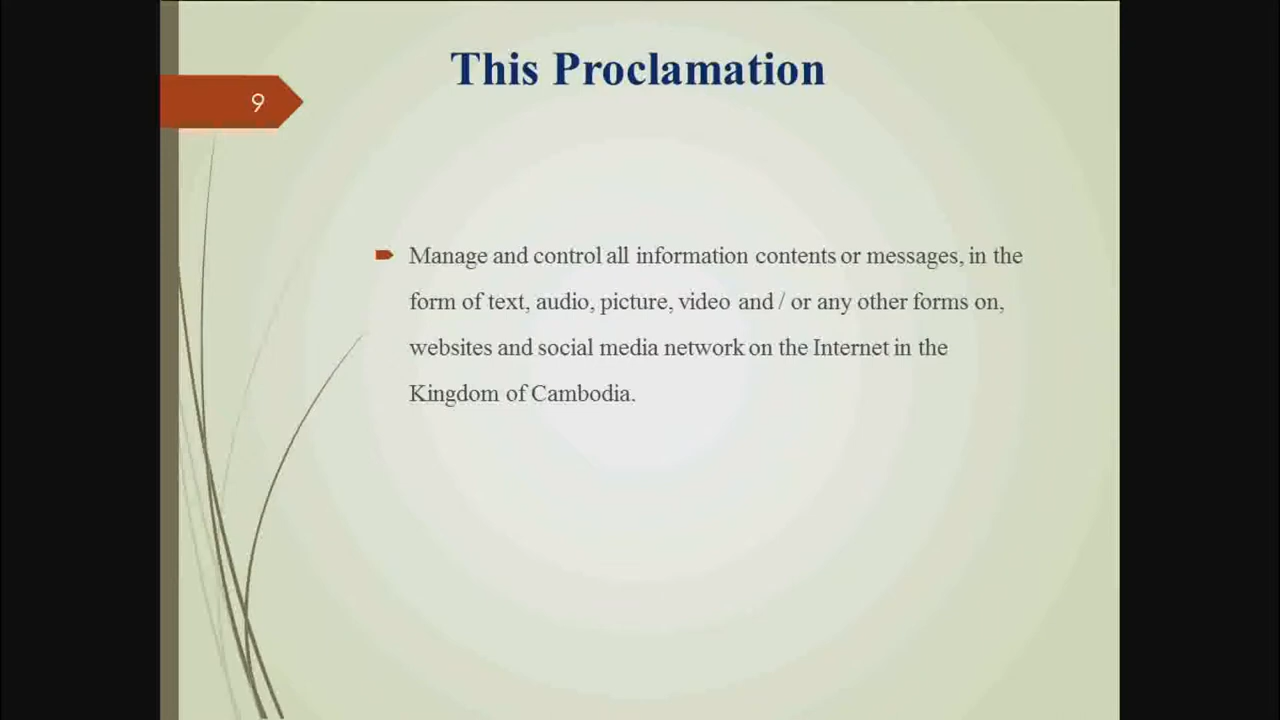 This Proclamation
9
Manage and control all information contents or messages, in the
form of text, audio, picture, video and / or any other forms on,
websites and social media network on the Internet in the
Kingdom of Cambodia.